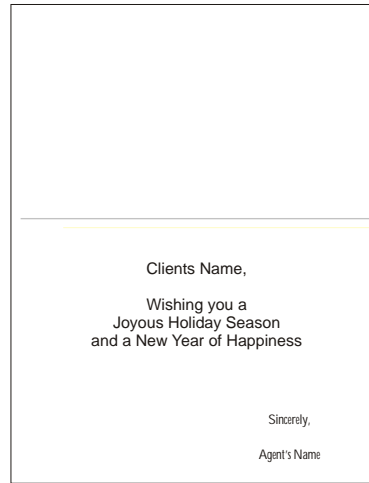 Clients Name,
Wishing you a
Joyous Holiday Season
and a New Year of Happiness
Sincerely,
Agent's Name